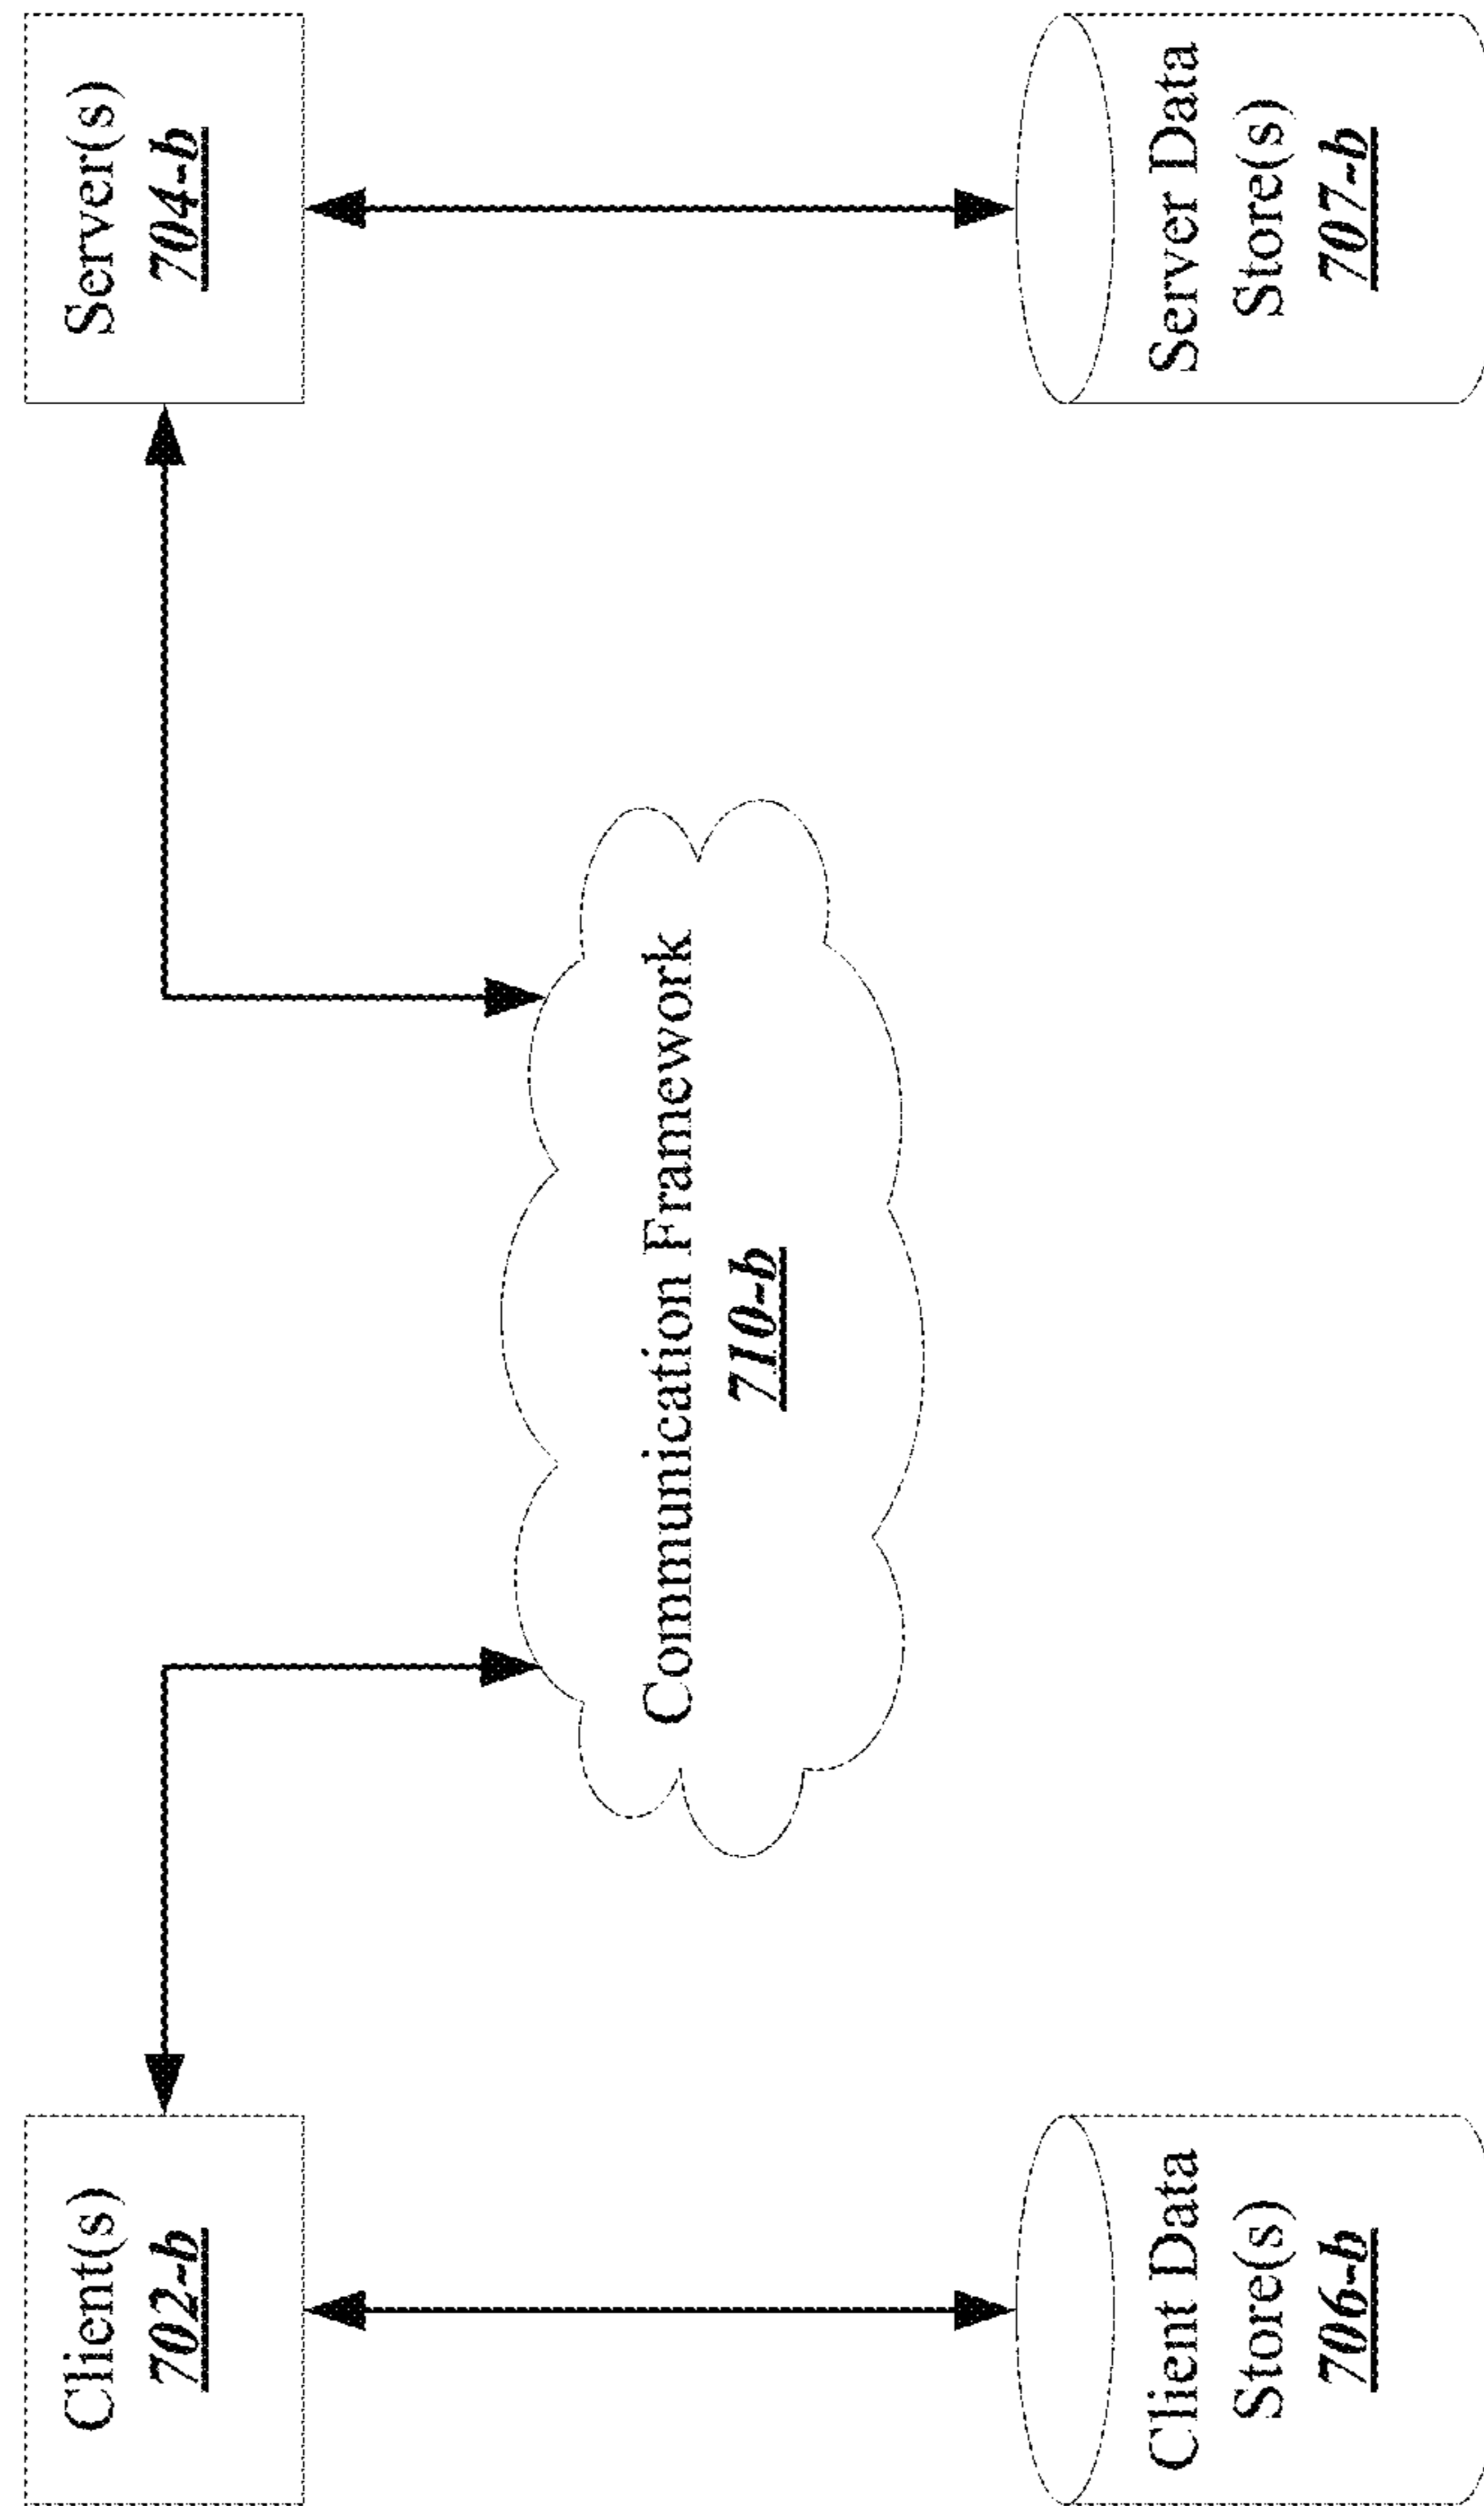 Client(s)
702-b
Server(s)
704-b
Communication Framework
710-b
Client Data
Store(s)
706-b
Server Data
Store(s)
707-b